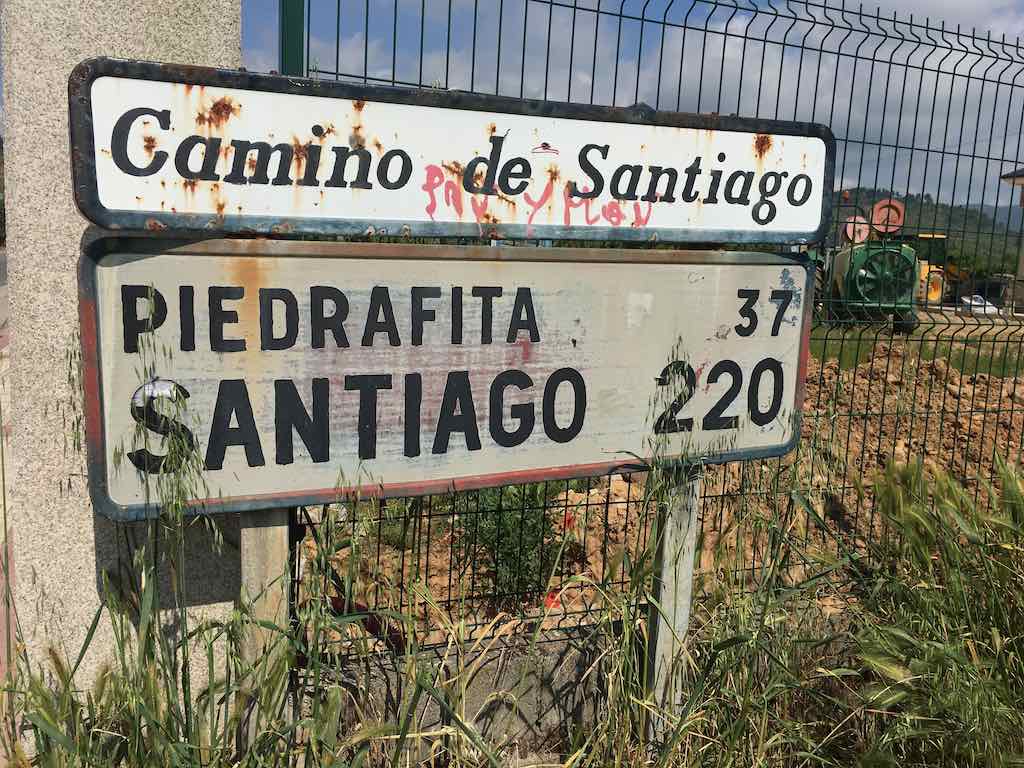 Camino de Santiago
PIEDRAFITA 37
SANTIAGO 220